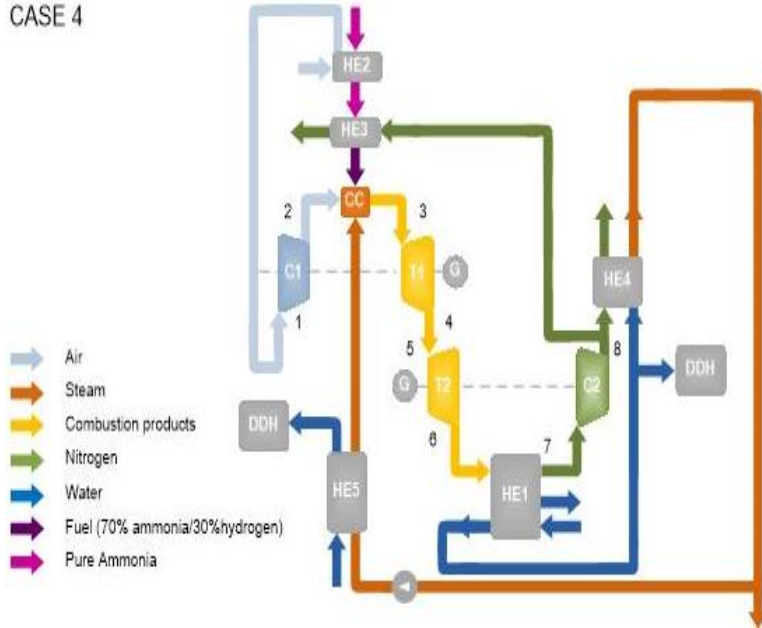 CASE 4
HE2
HE3
CC
2
3
C1
T1
G
1
4
5
8
HE4
G
T2
C2
DDH
6
7
HE1
DDH
HE5
Air
Steam
Combustion products
Nitrogen
Water
Fuel (70% ammonia/30%hydrogen)
Pure Ammonia